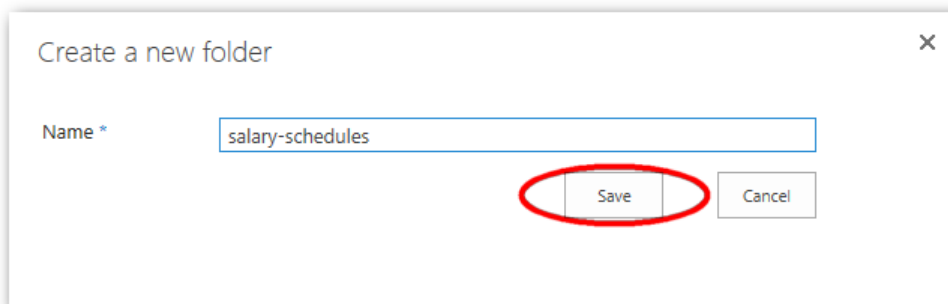 Create a new folder
Name *
salary-schedules
Save
Cancel